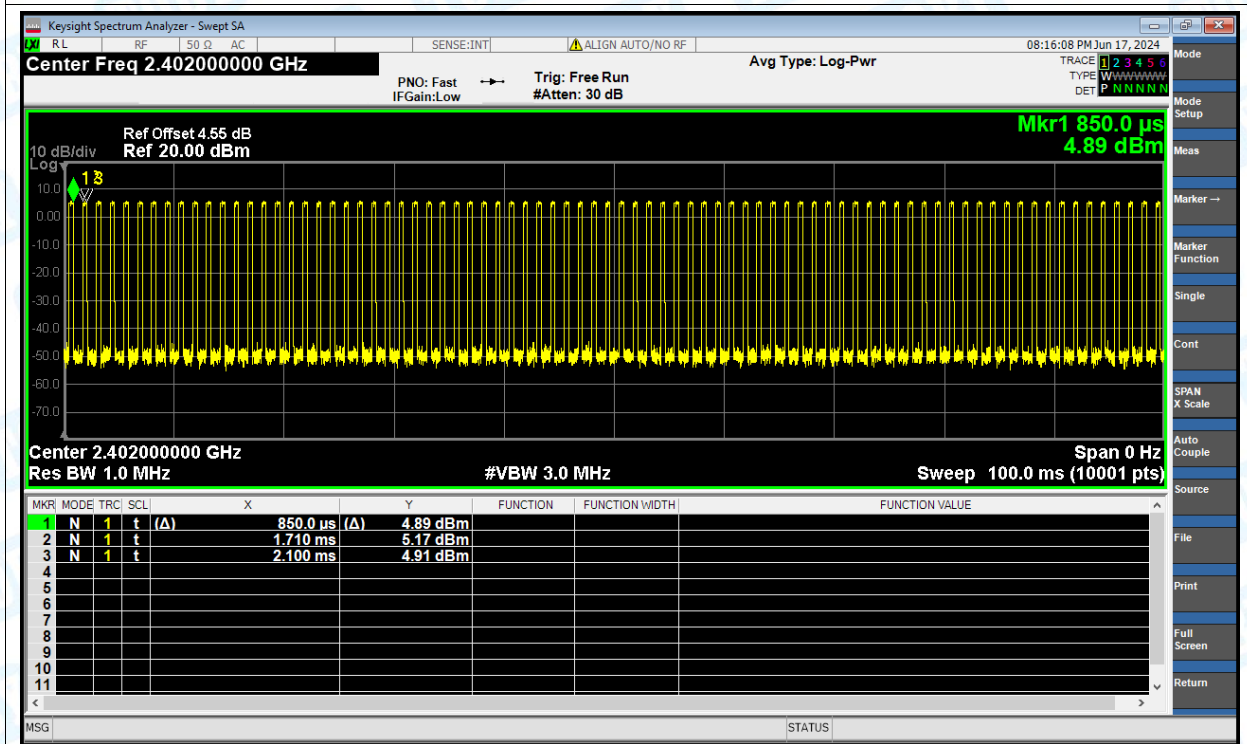 Keysight Spectrum Analyzer - Swept SA
LXI RL RF 50 Ω AC SENSE:INT ALIGN AUTO/NO RF 08:16:08 PM Jun 17, 2024
Center Freq 2.402000000 GHz
PNO: Fast
IFGain:Low
Trig: Free Run
#Atten: 30 dB
Avg Type: Log-Pwr
TRACE 1 2 3 4 5 6
TYPE WWWWWW
DET P N N N N N
Ref Offset 4.55 dB
10 dB/div Ref 20.00 dBm
Log
Mkr1 850.0 µs
4.89 dBm
10.0
0.00
-10.0
-20.0
-30.0
-40.0
-50.0
-60.0
-70.0
Center 2.402000000 GHz Span 0 Hz
Res BW 1.0 MHz #VBW 3.0 MHz Sweep 100.0 ms (10001 pts)
MKR MODE TRC SCL X Y FUNCTION FUNCTION WIDTH FUNCTION VALUE
1 N 1 t (Δ) 850.0 µs (Δ) 4.89 dBm
2 N 1 t 1.710 ms 5.17 dBm
3 N 1 t 2.100 ms 4.91 dBm
4
5
6
7
8
9
10
11
MSG STATUS
Mode
Mode
Setup
Meas
Marker →
Marker
Function
Single
Cont
SPAN
X Scale
Auto
Couple
Source
File
Print
Full
Screen
Return